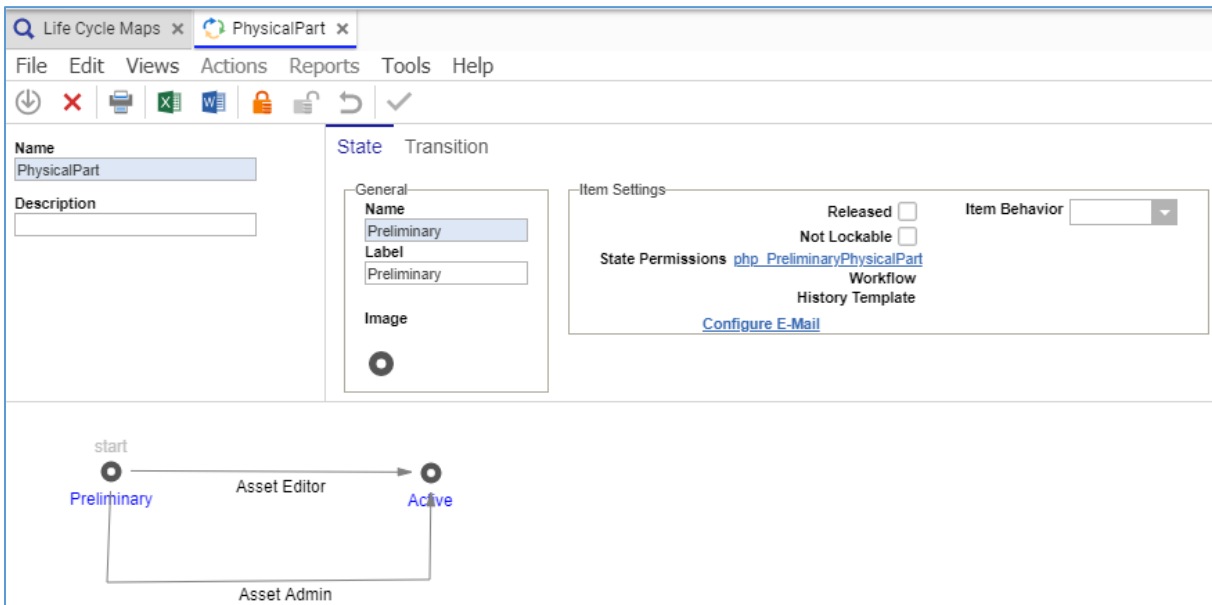 Life Cycle Maps PhysicalPart
File Edit Views Actions Reports Tools Help
Name
PhysicalPart
Description
State Transition
General
Name
Preliminary
Label
Preliminary
Image
Item Settings
Released
Item Behavior
Not Lockable
State Permissions php_PreliminaryPhysicalPart
Workflow
History Template
Configure E-Mail
start
Preliminary
Asset Editor
Active
Asset Admin